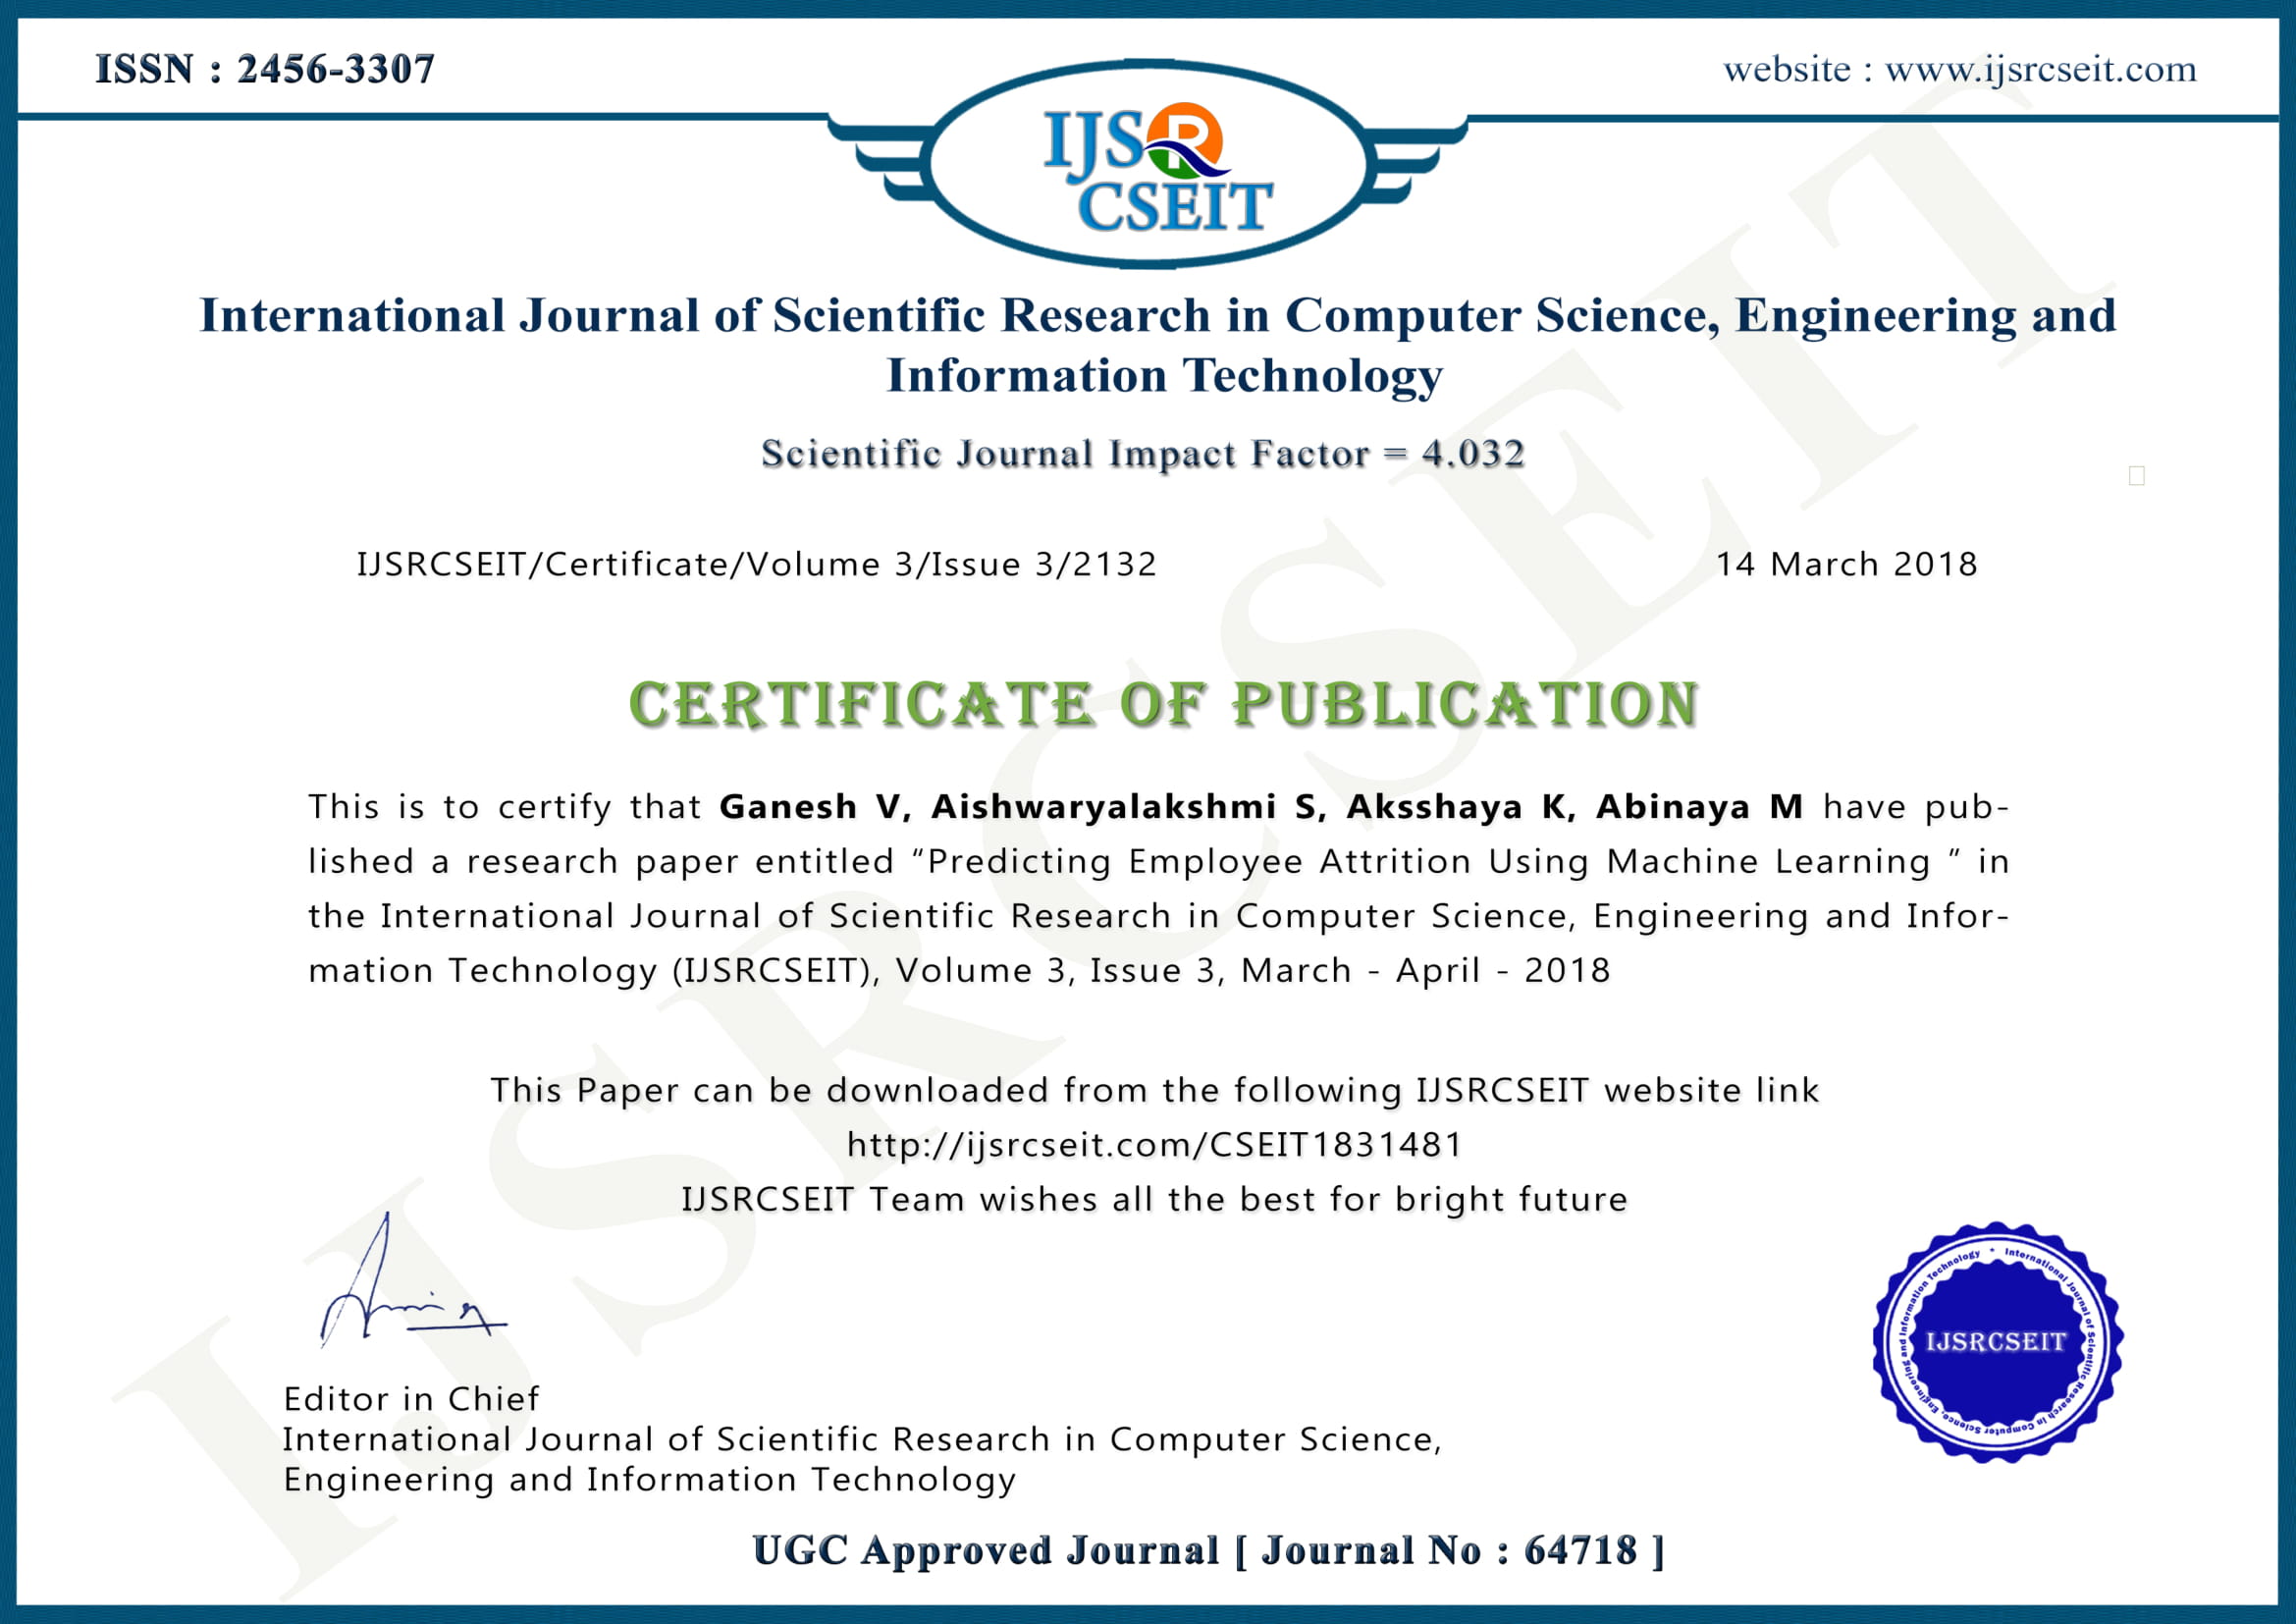 ISSN : 2456-3307
website : www.ijsrcseit.com
IJSR
CSEIT
International Journal of Scientific Research in Computer Science, Engineering and
Information Technology
Scientific Journal Impact Factor = 4.032
IJSRCSEIT/Certificate/Volume 3/Issue 3/2132
14 March 2018
CERTIFICATE OF PUBLICATION
This is to certify that Ganesh V, Aishwaryalakshmi S, Aksshaya K, Abinaya M have pub-
lished a research paper entitled “Predicting Employee Attrition Using Machine Learning ” in
the International Journal of Scientific Research in Computer Science, Engineering and Infor-
mation Technology (IJSRCSEIT), Volume 3, Issue 3, March - April - 2018
This Paper can be downloaded from the following IJSRCSEIT website link
http://ijsrcseit.com/CSEIT1831481
IJSRCSEIT Team wishes all the best for bright future
Editor in Chief
International Journal of Scientific Research in Computer Science,
Engineering and Information Technology
International Journal of Scientific Research in Computer Science, Engineering and Information Technology *
IJSRCSEIT
UGC Approved Journal [ Journal No : 64718 ]
IJSRCSEIT